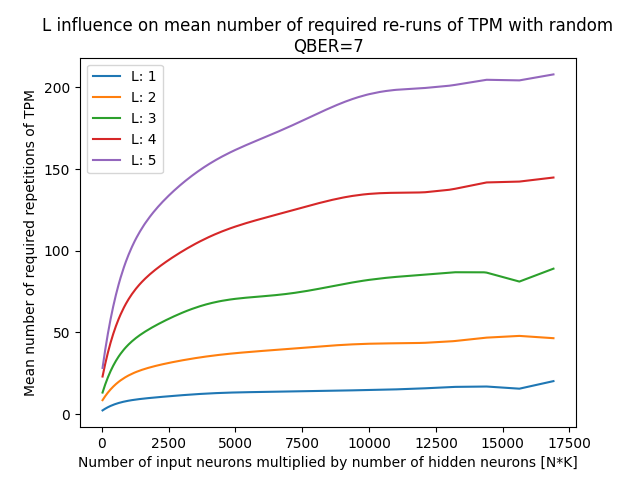 L influence on mean number of required re-runs of TPM with random
QBER=7
L: 1
L: 2
L: 3
L: 4
L: 5
Mean number of required repetitions of TPM
200
150
100
50
0
0 2500 5000 7500 10000 12500 15000 17500
Number of input neurons multiplied by number of hidden neurons [N*K]